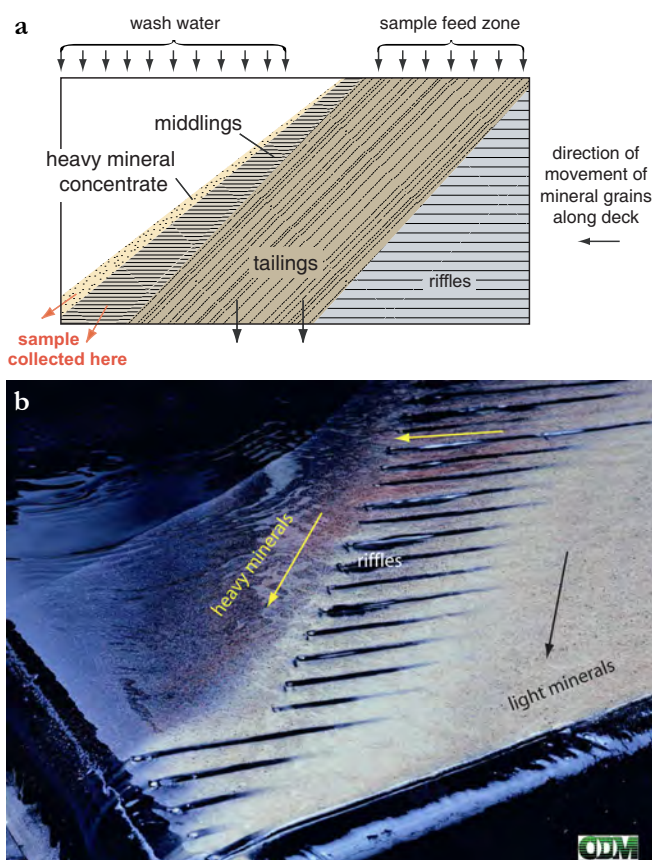 a
wash water
sample feed zone
middlings
heavy mineral
concentrate
direction of
movement of
mineral grains
along deck
tailings
riffles
sample
collected here
b
heavy minerals
riffles
light minerals
ODM